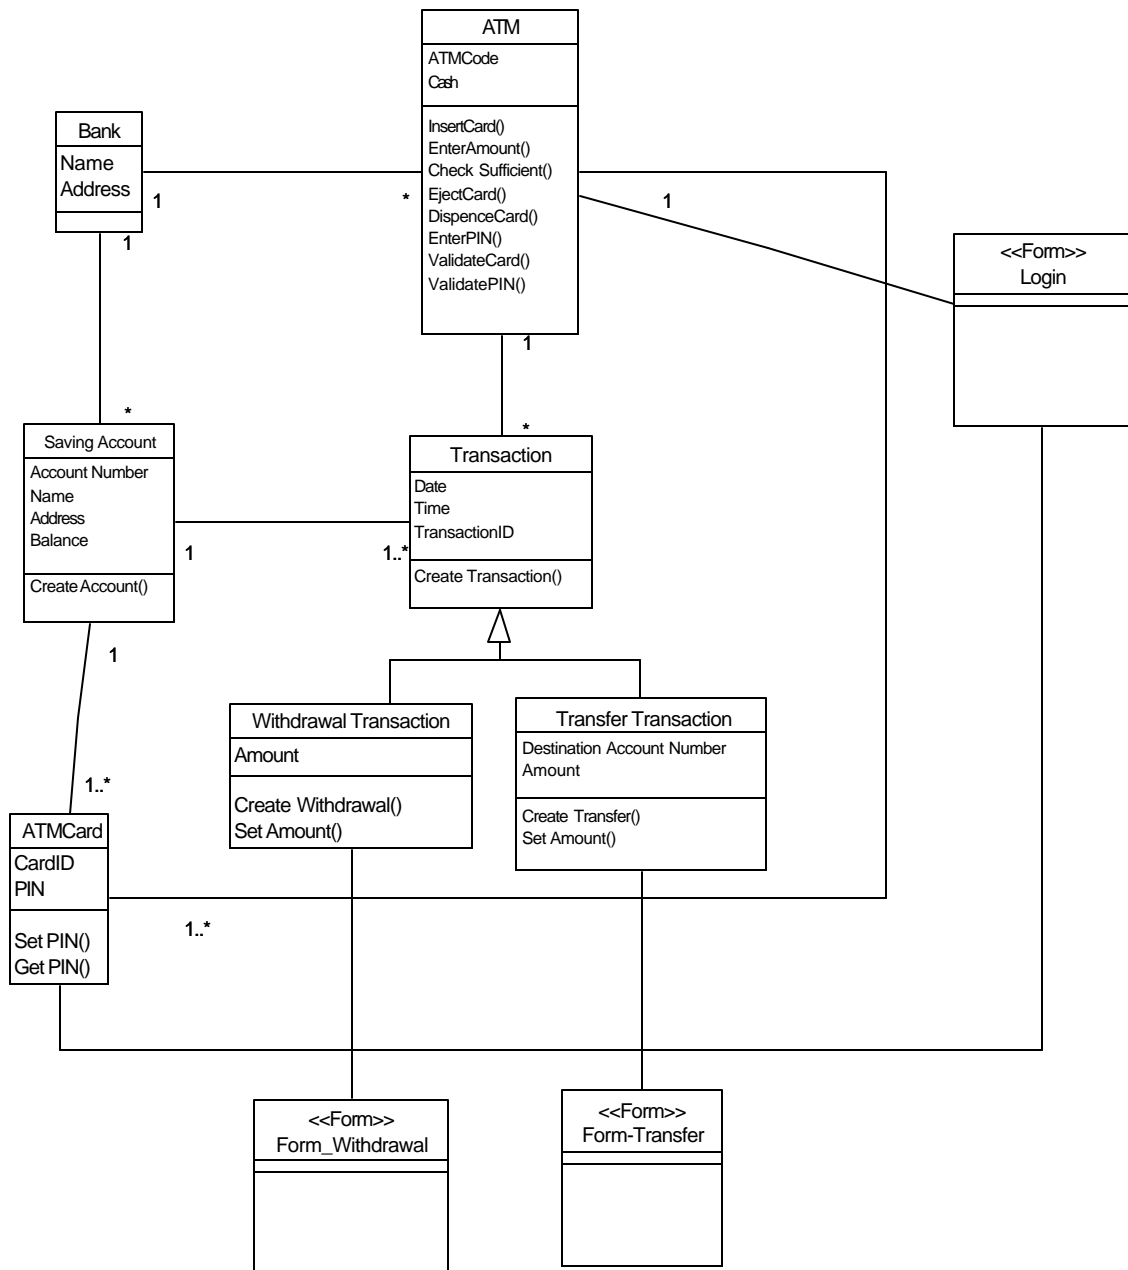 ATM
ATMCode
Cash
InsertCard()
EnterAmount()
Check Sufficient()
EjectCard()
DispenceCard()
EnterPIN()
ValidateCard()
ValidatePIN()
Bank
Name
Address
1
*
1
1
<<Form>>
Login
1
*
*
Saving Account
Account Number
Name
Address
Balance
Create Account()
Transaction
Date
Time
TransactionID
Create Transaction()
1
1..*
1
1..*
Withdrawal Transaction
Amount
Create Withdrawal()
Set Amount()
Transfer Transaction
Destination Account Number
Amount
Create Transfer()
Set Amount()
ATMCard
CardID
PIN
Set PIN()
Get PIN()
1..*
<<Form>>
Form_Withdrawal
<<Form>>
Form-Transfer